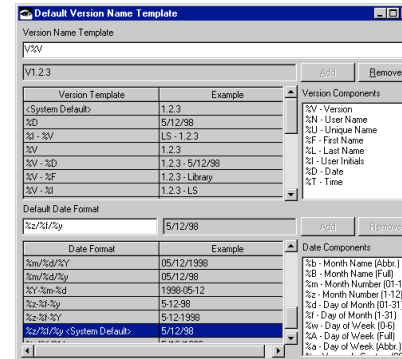 Default Version Name Template
Version Name Template
V%V
V1.2.3
Add
Remove
Version Template Example
<System Default> 1.2.3
%D 5/12/98
%I - %V LS - 1.2.3
%V 1.2.3
%V - %D 1.2.3 - 5/12/98
%V - %F 1.2.3 - Library
%V - %I 1.2.3 - LS
Version Components
%V - Version
%N - User Name
%U - Unique Name
%F - First Name
%L - Last Name
%I - User Initials
%D - Date
%T - Time
Default Date Format
%z/%f/%y
5/12/98
Add
Remove
Date Format Example
%m/%d/%Y 05/12/1998
%m/%d/%y 05/12/98
%Y-%m-%d 1998-05-12
%z-%f-%y 5-12-98
%z-%f-%Y 5-12-1998
%z/%f/%y <System Default> 5/12/98
Date Components
%b - Month Name (Abbr.)
%B - Month Name (Full)
%m - Month Number (01-1
%z - Month Number (1-12)
%d - Day of Month (01-31)
%f - Day of Month (1-31)
%w - Day of Week (0-6)
%A - Day of Week (Full)
%a - Day of Week (Abbr.)